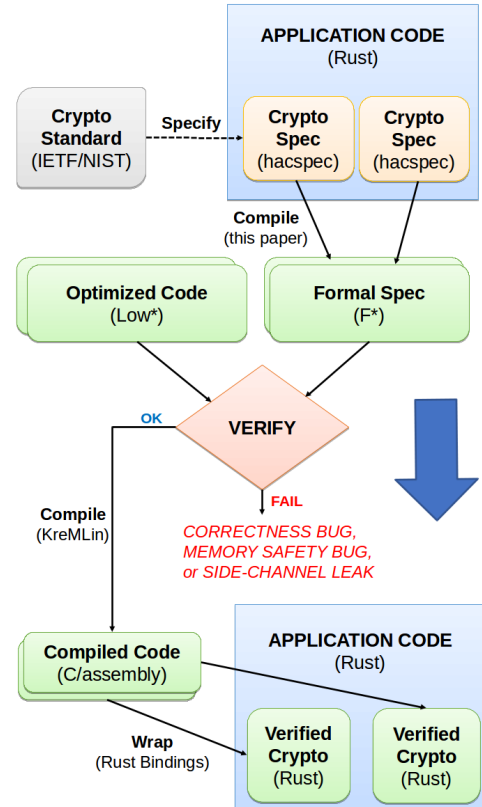 APPLICATION CODE
(Rust)
Crypto
Standard
(IETF/NIST)
Specify
Crypto
Spec
(hacspec)
Crypto
Spec
(hacspec)
Compile
(this paper)
Optimized Code
(Low*)
Formal Spec
(F*)
VERIFY
OK
FAIL
Compile
(KreMLin)
CORRECTNESS BUG,
MEMORY SAFETY BUG,
or SIDE-CHANNEL LEAK
APPLICATION CODE
(Rust)
Compiled Code
(C/assembly)
Wrap
(Rust Bindings)
Verified
Crypto
(Rust)
Verified
Crypto
(Rust)